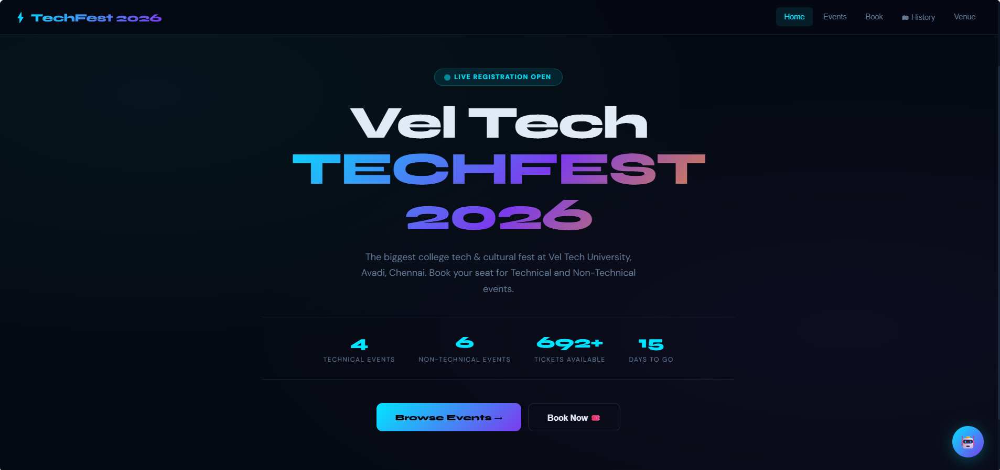 TechFest 2026
Home
Events
Book
History
Venue
LIVE REGISTRATION OPEN
Vel Tech
TECHFEST
2026
The biggest college tech & cultural fest at Vel Tech University,
Avadi, Chennai. Book your seat for Technical and Non-Technical
events.
4
TECHNICAL EVENTS
6
NON-TECHNICAL EVENTS
692+
TICKETS AVAILABLE
15
DAYS TO GO
Browse Events →
Book Now